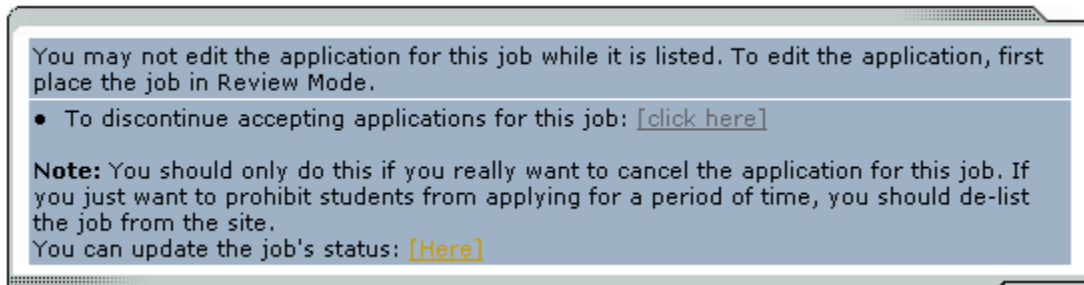 You may not edit the application for this job while it is listed. To edit the application, first
place the job in Review Mode.
● To discontinue accepting applications for this job: [click here]
Note: You should only do this if you really want to cancel the application for this job. If
you just want to prohibit students from applying for a period of time, you should de-list
the job from the site.
You can update the job's status: [Here]